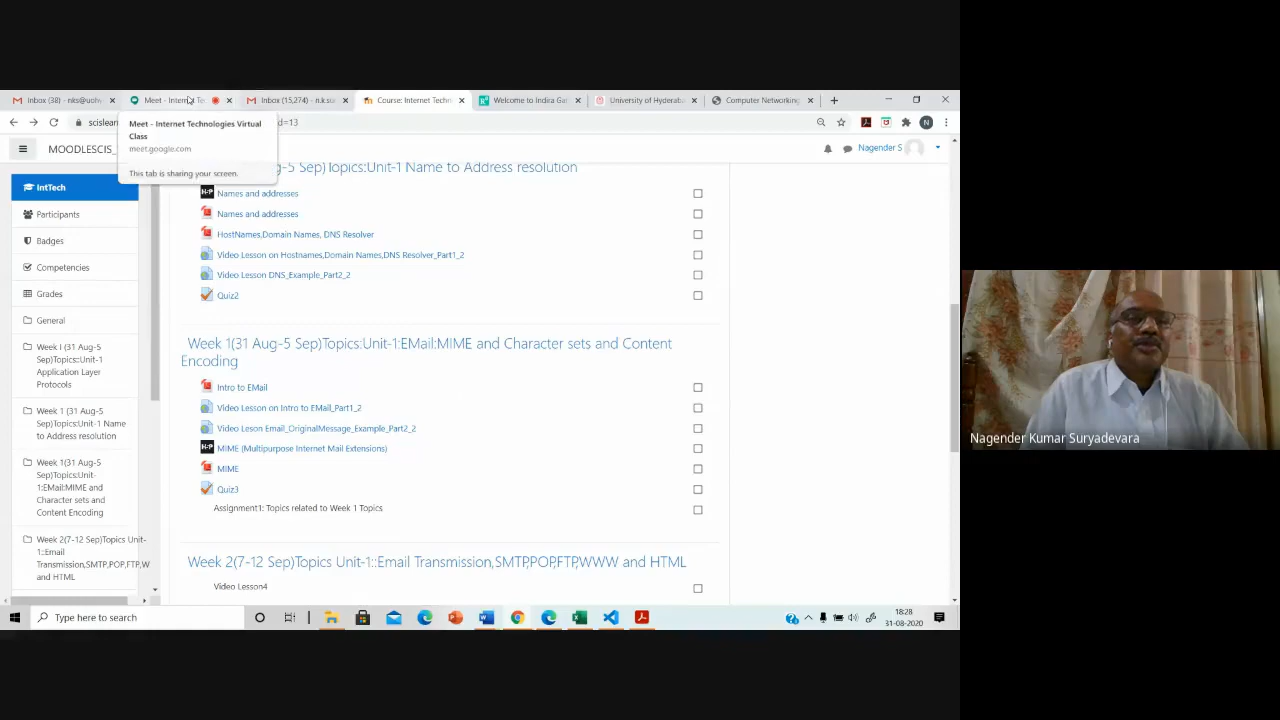 Inbox (38) - nks@uohy
Meet - Internet Tec
Inbox (15,274) - n.k.su
Course: Internet Techn
Welcome to Indira Ga
University of Hyderab
Computer Networking
Meet - Internet Technologies Virtual
Class
meet.google.com
This tab is sharing your screen.
scislear
d=13
MOODLESCIS_
Nagender S
IntTech
Participants
Badges
Competencies
Grades
General
Week I (31 Aug-5
Sep)Topics::Unit-1
Application Layer
Protocols
Week 1 (31 Aug-5
Sep)Topics:Unit-1 Name
to Address resolution
Week 1(31 Aug-5
Sep)Topics:Unit-
1:EMail:MIME and
Character sets and
Content Encoding
Week 2(7-12 Sep)Topics Unit-
1::Email
Transmission,SMTP,POP,FTP,W
and HTML
g-5 Sep)Topics:Unit-1 Name to Address resolution
Names and addresses
Names and addresses
HostNames,Domain Names, DNS Resolver
Video Lesson on Hostnames,Domain Names,DNS Resolver_Part1_2
Video Lesson DNS_Example_Part2_2
Quiz2
Week 1(31 Aug-5 Sep)Topics:Unit-1:EMail:MIME and Character sets and Content
Encoding
Intro to EMail
Video Lesson on Intro to EMail_Part1_2
Video Leson Email_OriginalMessage_Example_Part2_2
MIME (Multipurpose Internet Mail Extensions)
MIME
Quiz3
Assignment1: Topics related to Week 1 Topics
Week 2(7-12 Sep)Topics Unit-1::Email Transmission,SMTP,POP,FTP,WWW and HTML
Video Lesson4
Type here to search
18:28
31-08-2020
Nagender Kumar Suryadevara